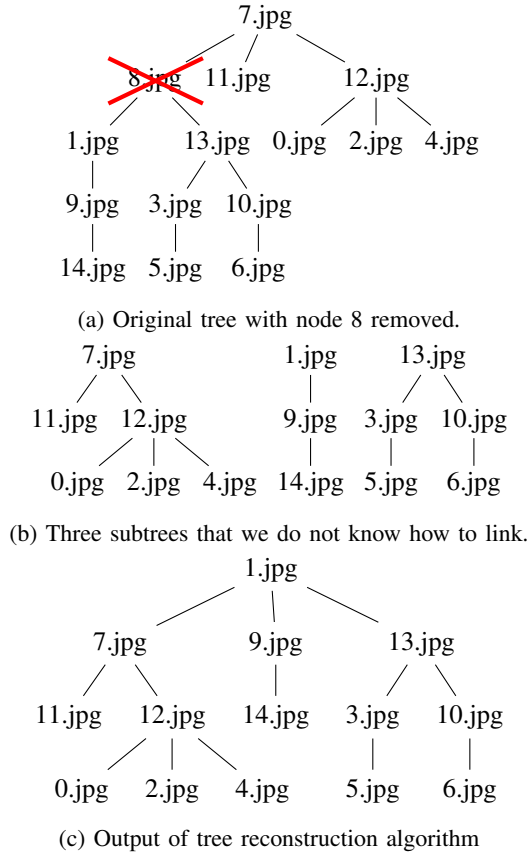 7.jpg
8.jpg 11.jpg 12.jpg
1.jpg 13.jpg 0.jpg 2.jpg 4.jpg
9.jpg 3.jpg 10.jpg
14.jpg 5.jpg 6.jpg
(a) Original tree with node 8 removed.
7.jpg 1.jpg 13.jpg
11.jpg 12.jpg 9.jpg 3.jpg 10.jpg
0.jpg 2.jpg 4.jpg 14.jpg 5.jpg 6.jpg
(b) Three subtrees that we do not know how to link.
1.jpg
7.jpg 9.jpg 13.jpg
11.jpg 12.jpg 14.jpg 3.jpg 10.jpg
0.jpg 2.jpg 4.jpg 5.jpg 6.jpg
(c) Output of tree reconstruction algorithm